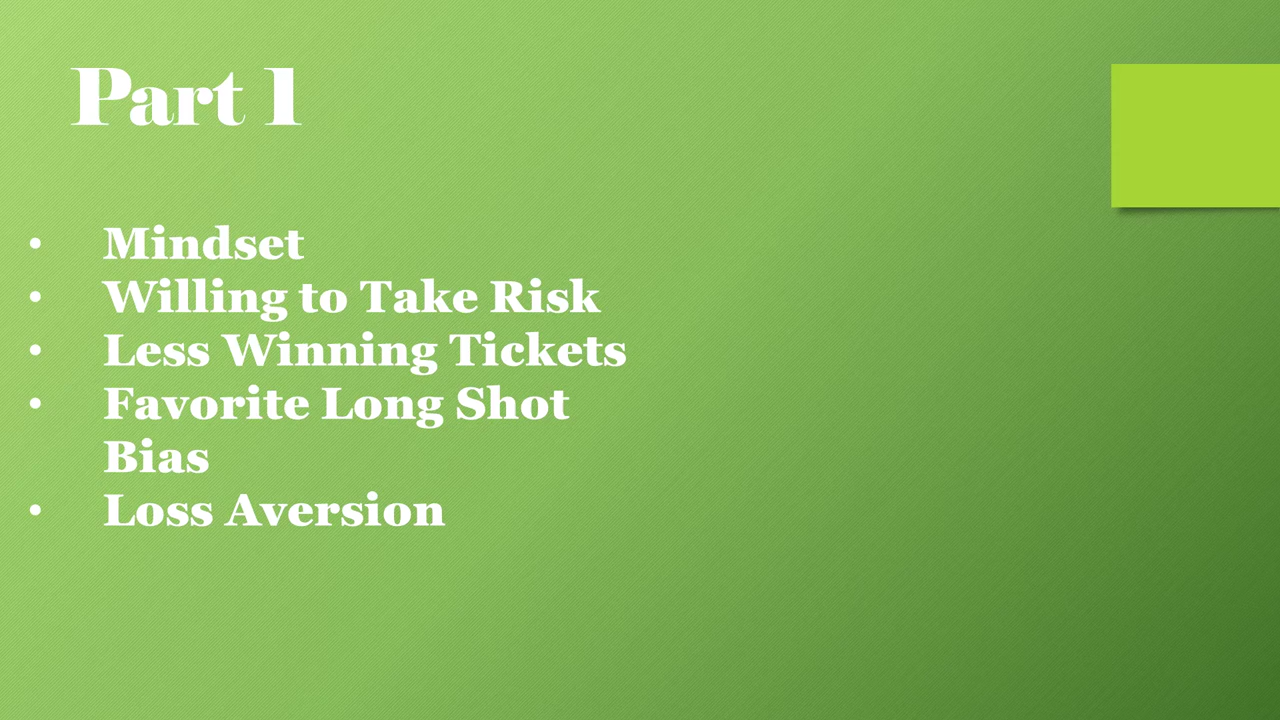 Part 1
• Mindset
• Willing to Take Risk
• Less Winning Tickets
• Favorite Long Shot
Bias
• Loss Aversion